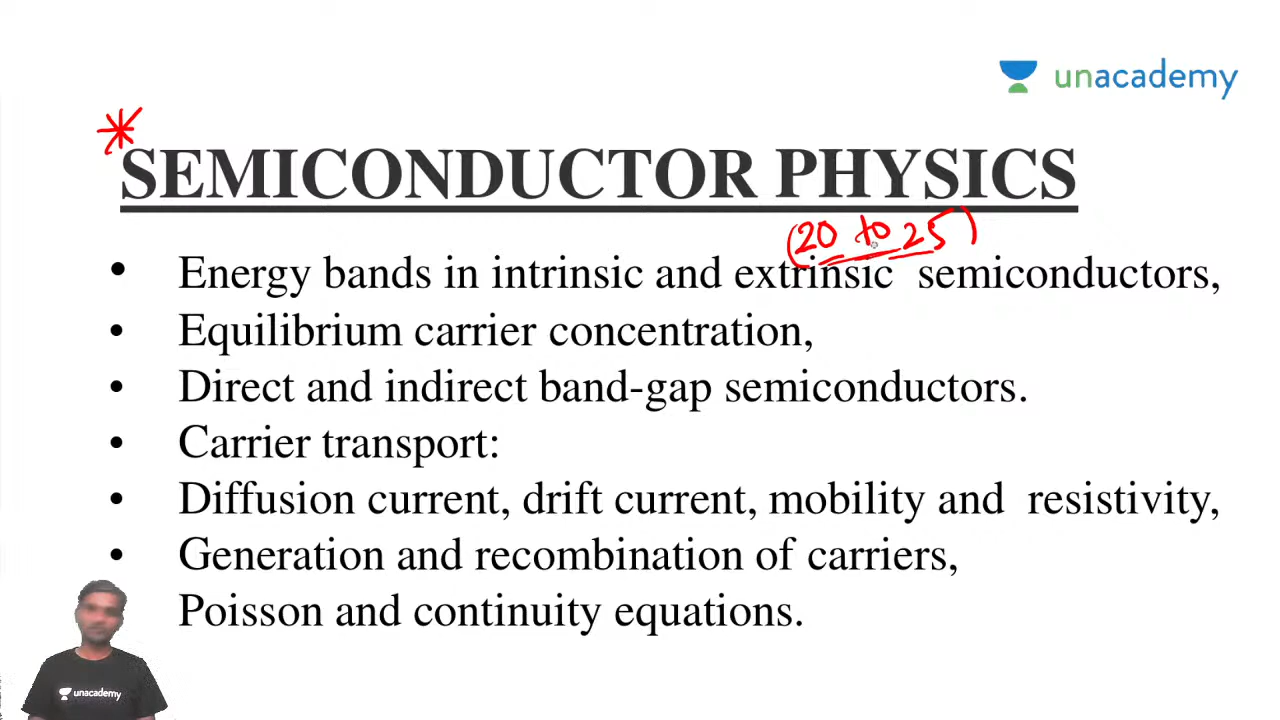 unacademy
* SEMICONDUCTOR PHYSICS
(20 to 25)
• Energy bands in intrinsic and extrinsic semiconductors,
• Equilibrium carrier concentration,
• Direct and indirect band-gap semiconductors.
• Carrier transport:
• Diffusion current, drift current, mobility and resistivity,
• Generation and recombination of carriers,
Poisson and continuity equations.
unacademy